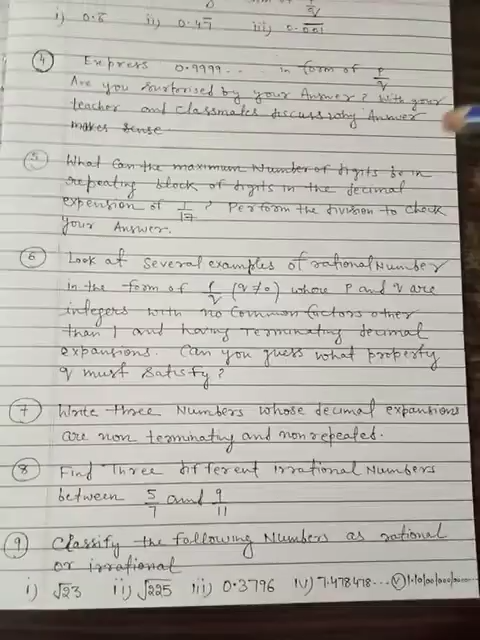 p/q
i) 0.6̅ ii) 0.47̅ iii) 0.0̅0̅1̅
④ Express 0.9999.. in form of p/q
Are you surprised by your Answer? With your
teacher and classmates discuss why Answer
makes sense
⑤ What can the maximum Number of digits be in
repeating block of digits in the decimal
expension of 1/17? Perform the division to check
your Answer.
⑥ Look at several examples of rational Number
in the form of p/q (q≠0) where P and q are
integers with no common factors other
than 1 and having terminating decimal
expansions. Can you guess what property
q must satisfy?
⑦ Write three Numbers whose decimal expansions
are non terminating and non repeated.
⑧ Find three different irrational Numbers
between 5/7 and 9/11
⑨ Classify the following Numbers as rational
or irrational
i) √23 ii) √225 iii) 0.3796 iv) 7.478478... ⓥ 1.101001000100001...